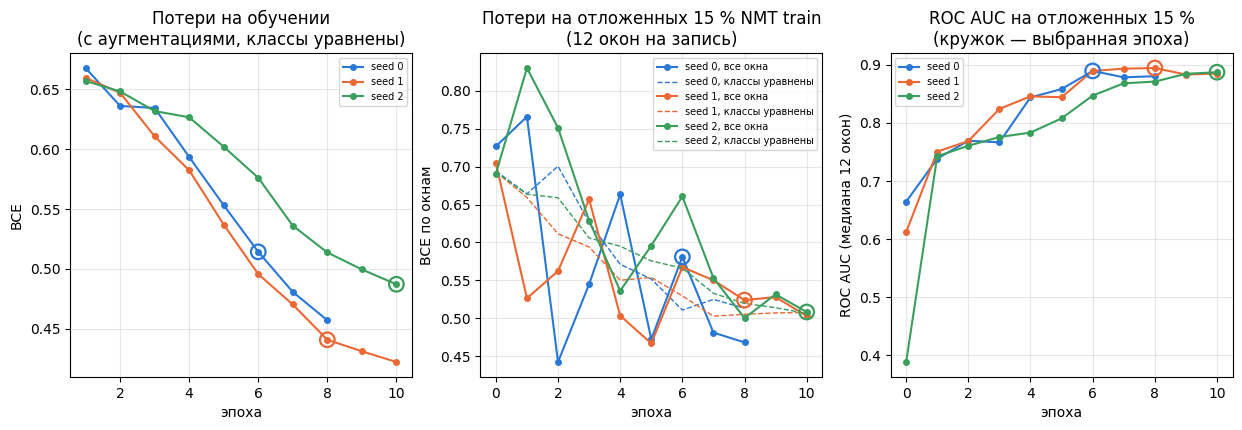 Потери на обучении
(с аугментациями, классы уравнены)
BCE
0.65
0.60
0.55
0.50
0.45
seed 0
seed 1
seed 2
2
4
6
8
10
эпоха
Потери на отложенных 15 % NMT train
(12 окон на запись)
BCE по окнам
0.80
0.75
0.70
0.65
0.60
0.55
0.50
0.45
seed 0, все окна
seed 0, классы уравнены
seed 1, все окна
seed 1, классы уравнены
seed 2, все окна
seed 2, классы уравнены
0
2
4
6
8
10
эпоха
ROC AUC на отложенных 15 %
(кружок — выбранная эпоха)
ROC AUC (медиана 12 окон)
0.9
0.8
0.7
0.6
0.5
0.4
seed 0
seed 1
seed 2
0
2
4
6
8
10
эпоха